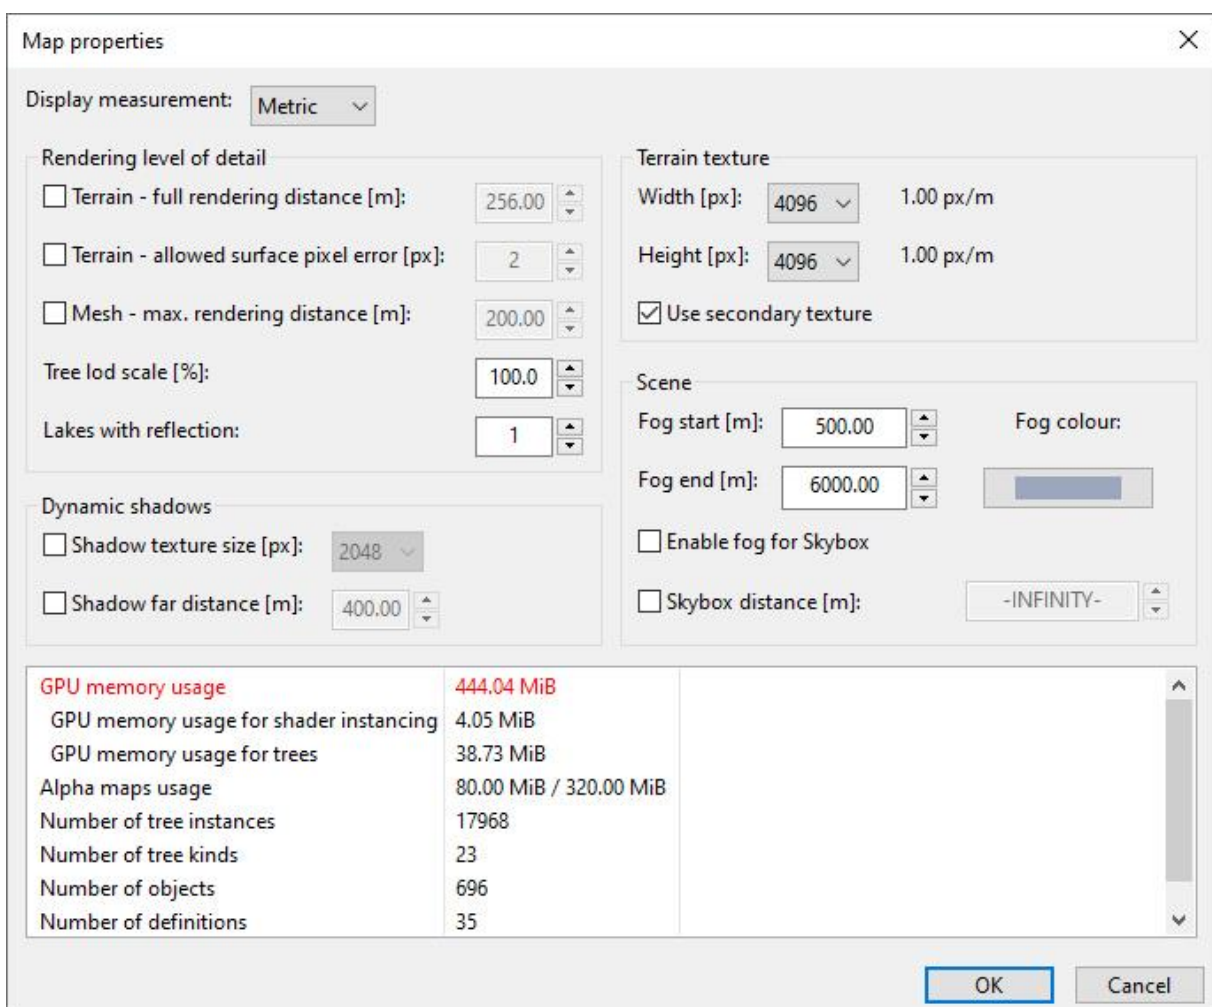 Map properties
Display measurement: Metric
Rendering level of detail
Terrain - full rendering distance [m]: 256.00
Terrain - allowed surface pixel error [px]: 2
Mesh - max. rendering distance [m]: 200.00
Tree lod scale [%]: 100.0
Lakes with reflection: 1
Dynamic shadows
Shadow texture size [px]: 2048
Shadow far distance [m]: 400.00
Terrain texture
Width [px]: 4096 1.00 px/m
Height [px]: 4096 1.00 px/m
Use secondary texture
Scene
Fog start [m]: 500.00 Fog colour:
Fog end [m]: 6000.00
Enable fog for Skybox
Skybox distance [m]: -INFINITY-
GPU memory usage 444.04 MiB
GPU memory usage for shader instancing 4.05 MiB
GPU memory usage for trees 38.73 MiB
Alpha maps usage 80.00 MiB / 320.00 MiB
Number of tree instances 17968
Number of tree kinds 23
Number of objects 696
Number of definitions 35
OK Cancel